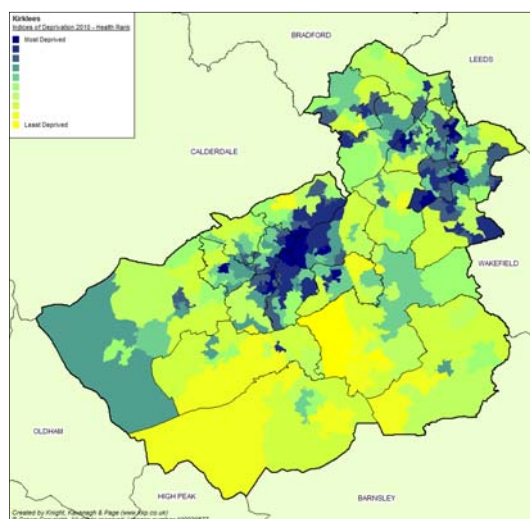 Kirklees
Indices of Deprivation 2010 - Health Rank
Most Deprived
Least Deprived
BRADFORD
LEEDS
CALDERDALE
WAKEFIELD
OLDHAM
HIGH PEAK
BARNSLEY
Created by Knight, Kavanagh & Page (www.kkp.co.uk)